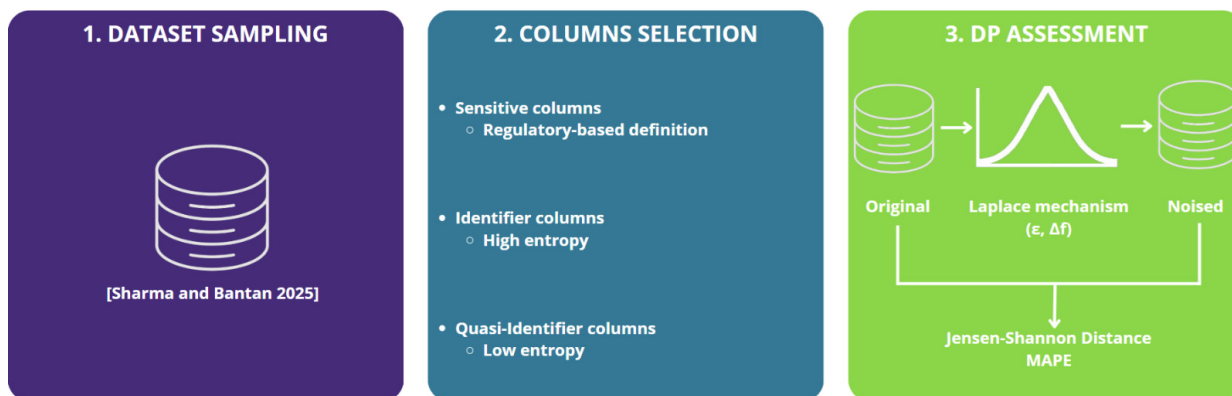 1. DATASET SAMPLING
[Sharma and Bantan 2025]
2. COLUMNS SELECTION
• Sensitive columns
○ Regulatory-based definition
• Identifier columns
○ High entropy
• Quasi-Identifier columns
○ Low entropy
3. DP ASSESSMENT
Original
Laplace mechanism
(ε, Δf)
Noised
Jensen-Shannon Distance
MAPE